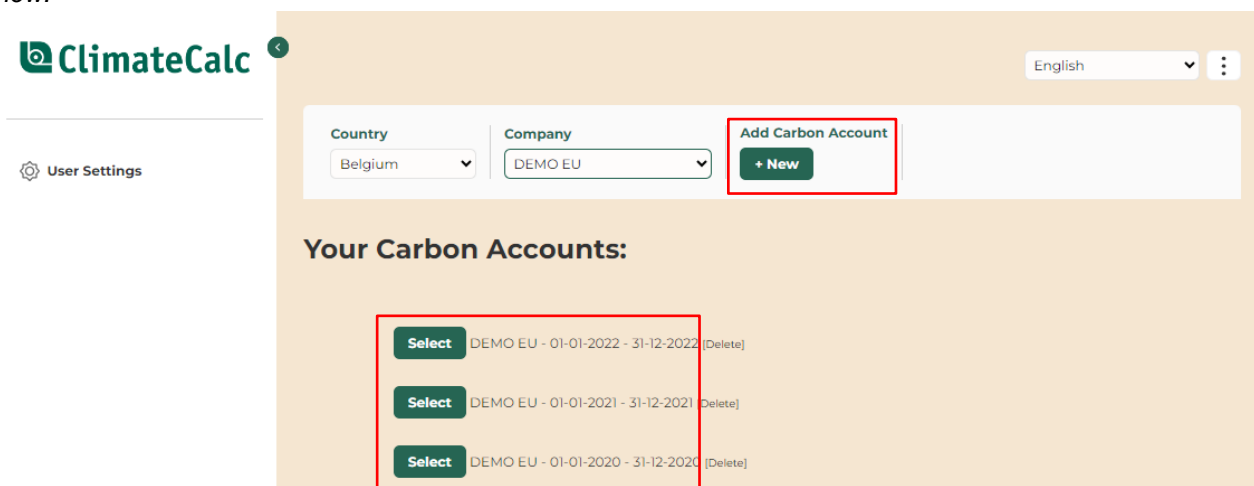 ClimateCalc
English
Country
Company
Add Carbon Account
Belgium
DEMO EU
+ New
User Settings
Your Carbon Accounts:
Select DEMO EU - 01-01-2022 - 31-12-2022 [Delete]
Select DEMO EU - 01-01-2021 - 31-12-2021 [Delete]
Select DEMO EU - 01-01-2020 - 31-12-2020 [Delete]